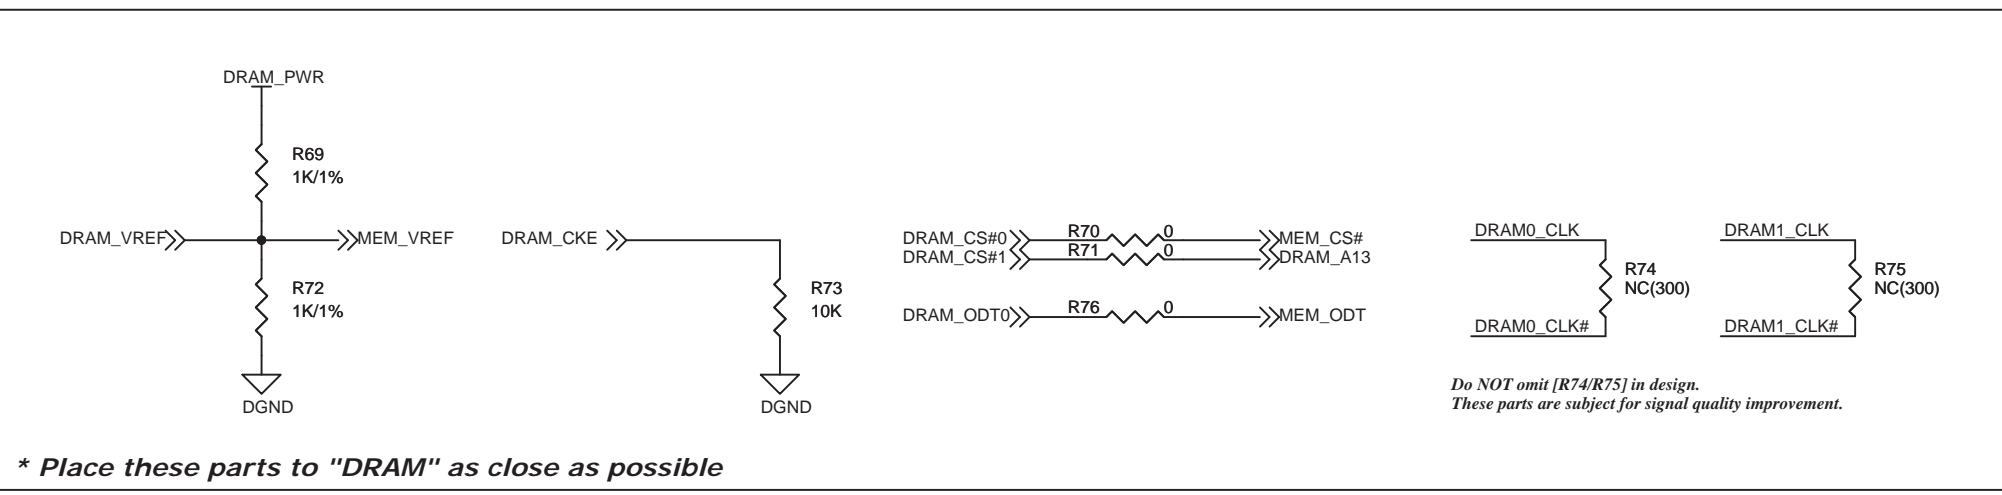 DRAM_PWR
R69
1K/1%
DRAM_VREF
MEM_VREF
R72
1K/1%
DGND
DRAM_CKE
R73
10K
DGND
DRAM_CS#0 R70 0 MEM_CS#
DRAM_CS#1 R71 0 DRAM_A13
DRAM_ODT0 R76 0 MEM_ODT
DRAM0_CLK
R74
NC(300)
DRAM0_CLK#
DRAM1_CLK
R75
NC(300)
DRAM1_CLK#
Do NOT omit [R74/R75] in design.
These parts are subject for signal quality improvement.
* Place these parts to "DRAM" as close as possible